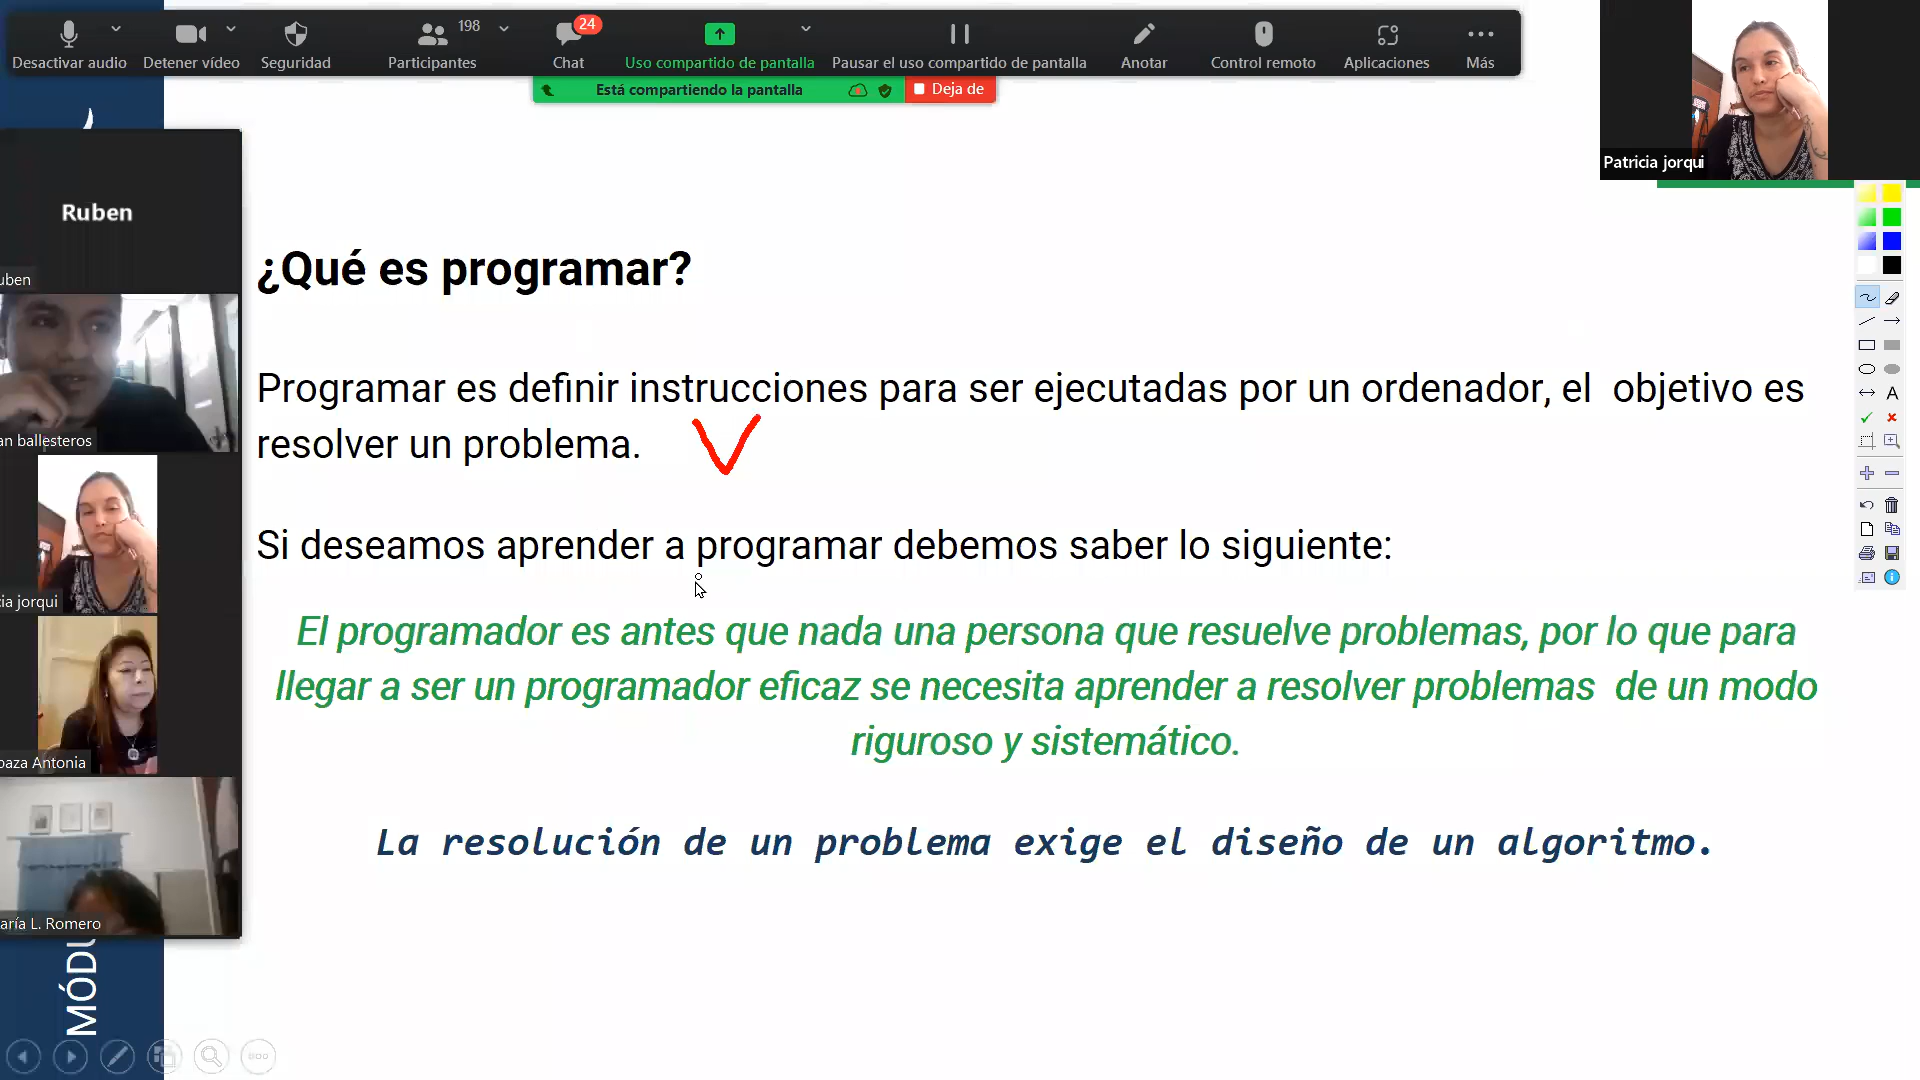 Desactivar audio
Detener vídeo
Seguridad
198
Participantes
24
Chat
Uso compartido de pantalla
Pausar el uso compartido de pantalla
Anotar
Control remoto
Aplicaciones
Más
Está compartiendo la pantalla
Deja de
Patricia jorqui
Ruben
uben
an ballesteros
cia jorqui
paza Antonia
aría L. Romero
MÓDU
¿Qué es programar?
Programar es definir instrucciones para ser ejecutadas por un ordenador, el objetivo es
resolver un problema.
Si deseamos aprender a programar debemos saber lo siguiente:
El programador es antes que nada una persona que resuelve problemas, por lo que para
llegar a ser un programador eficaz se necesita aprender a resolver problemas de un modo
riguroso y sistemático.
La resolución de un problema exige el diseño de un algoritmo.